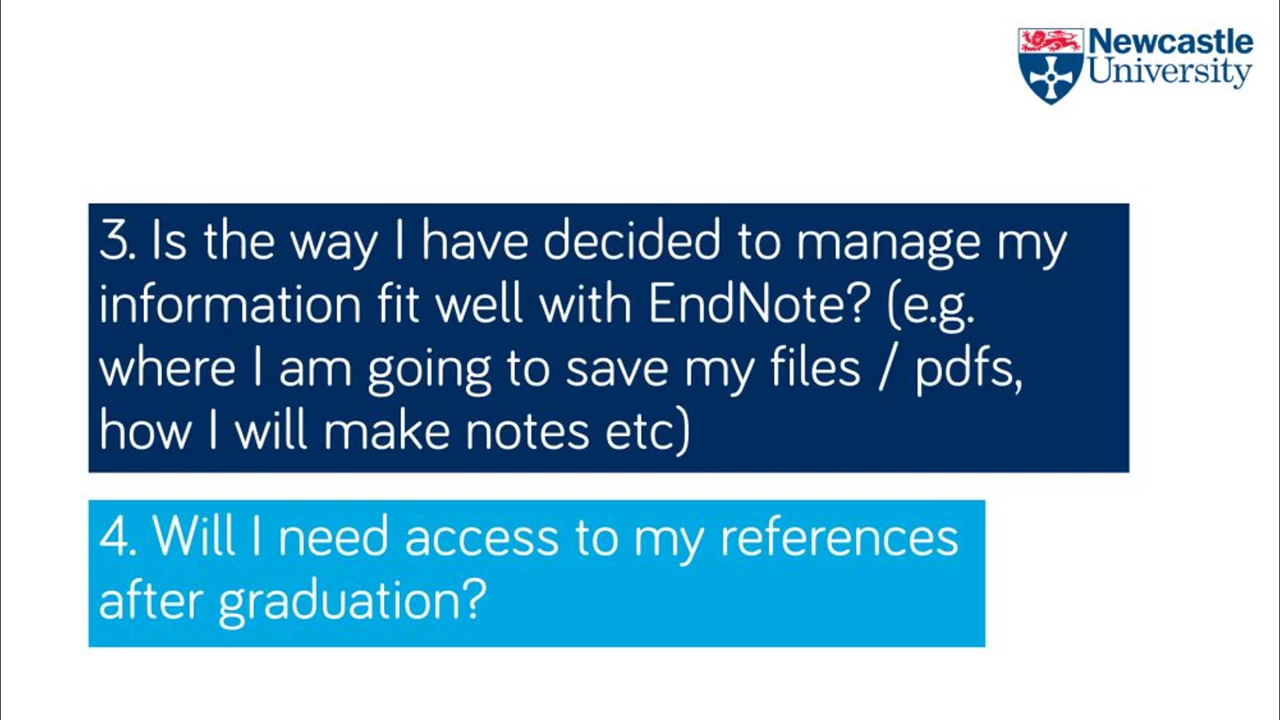 Newcastle
University
3. Is the way I have decided to manage my
information fit well with EndNote? (e.g.
where I am going to save my files / pdfs,
how I will make notes etc)
4. Will I need access to my references
after graduation?